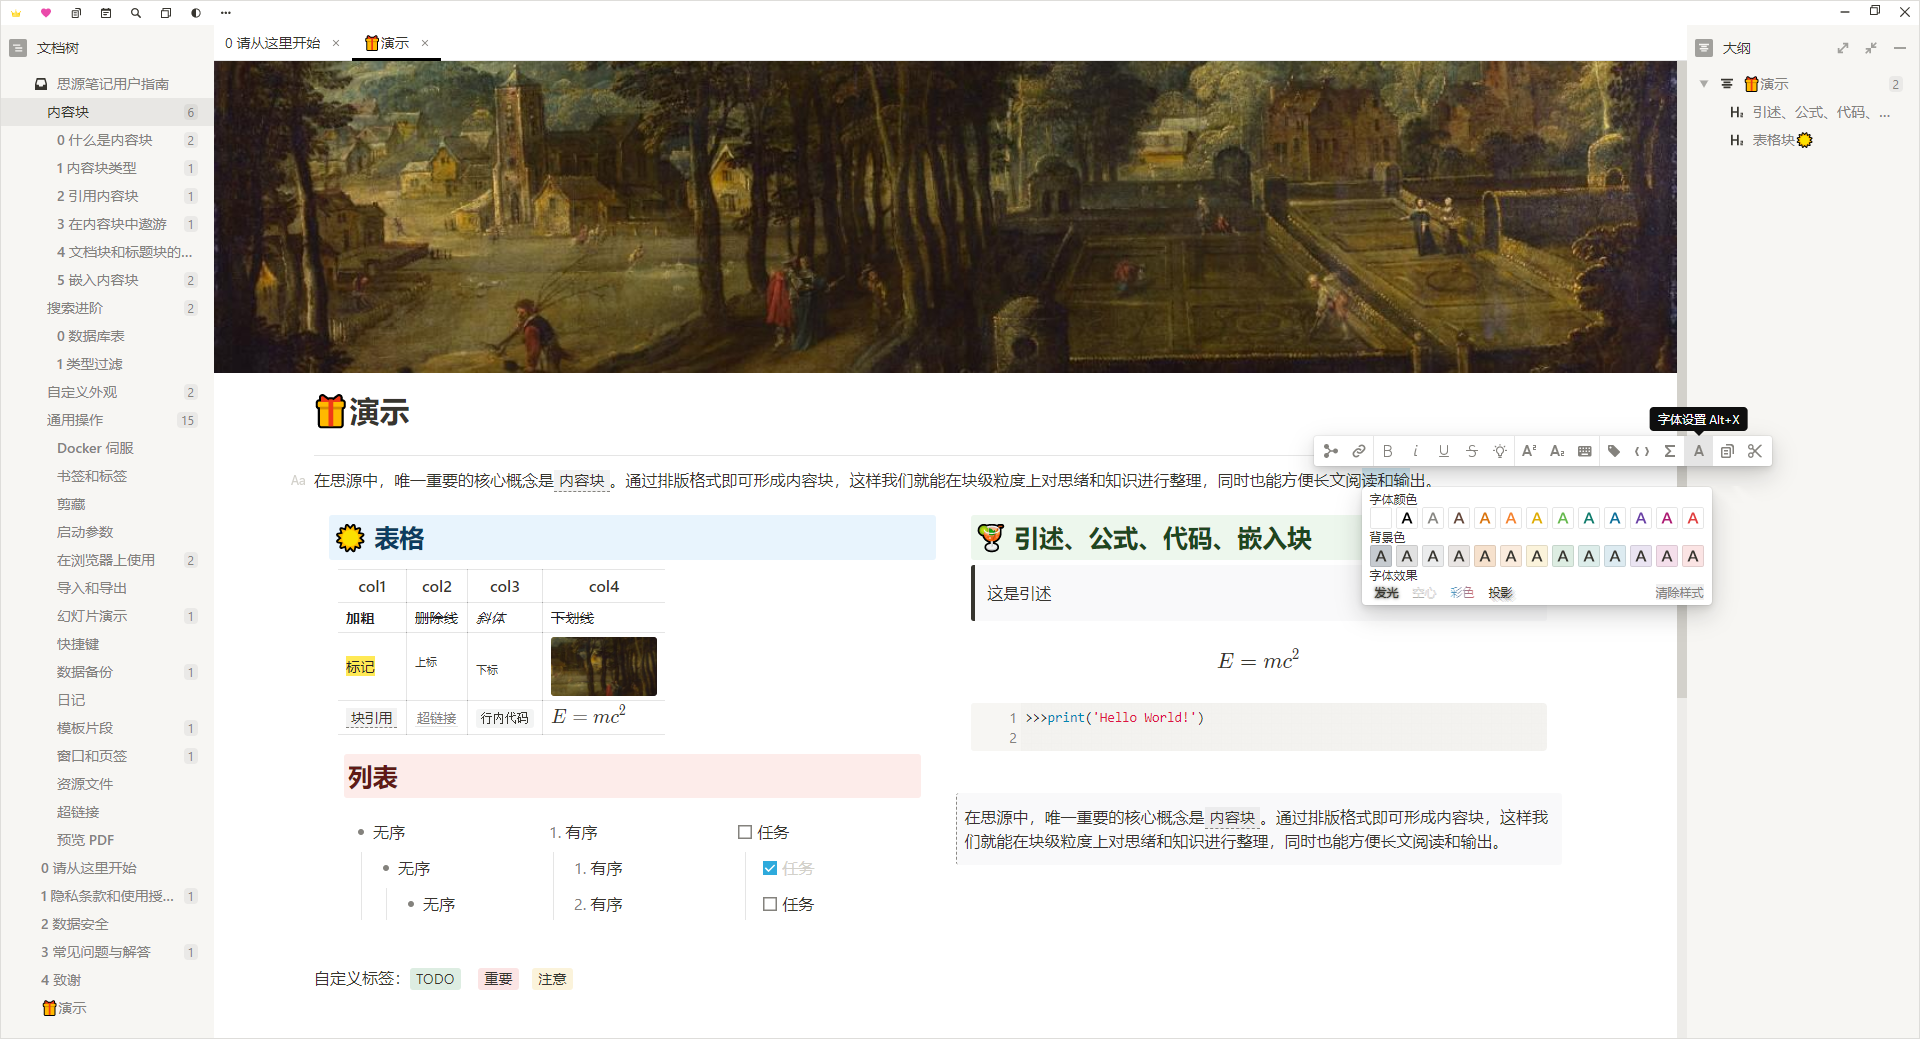 文档树
思源笔记用户指南
内容块 6
0 什么是内容块 2
1 内容块类型 1
2 引用内容块 1
3 在内容块中遨游 1
4 文档块和标题块的...
5 嵌入内容块 2
搜索进阶 2
0 数据库表
1 类型过滤
自定义外观 2
通用操作 15
Docker 伺服
书签和标签
剪藏
启动参数
在浏览器上使用 2
导入和导出
幻灯片演示 1
快捷键
数据备份 1
日记
模板片段 1
窗口和页签 1
资源文件
超链接
预览 PDF
0 请从这里开始
1 隐私条款和使用授... 1
2 数据安全
3 常见问题与解答 1
4 致谢
演示
0 请从这里开始 ×
演示 ×
演示
Aa 在思源中，唯一重要的核心概念是 内容块 。通过排版格式即可形成内容块，这样我们就能在块级粒度上对思绪和知识进行整理，同时也能方便长文阅读和输出。
表格
col1 col2 col3 col4
加粗 删除线 斜体 下划线
标记 上标 下标
块引用 超链接 行内代码 E = mc²
列表
无序
无序
无序
1. 有序
1. 有序
2. 有序
任务
任务
任务
自定义标签： TODO 重要 注意
引述、公式、代码、嵌入块
这是引述
E = mc²
1 >>>print('Hello World!')
2
在思源中，唯一重要的核心概念是 内容块 。通过排版格式即可形成内容块，这样我
们就能在块级粒度上对思绪和知识进行整理，同时也能方便长文阅读和输出。
字体设置 Alt+X
B i U S A² A₂ Σ A
字体颜色
A A A A A A A A A A A A
背景色
A A A A A A A A A A A A A
字体效果
发光 空心 彩色 投影 清除样式
大纲
演示 2
H₂ 引述、公式、代码、...
H₂ 表格块